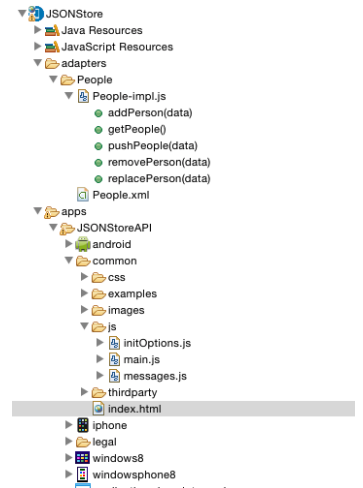 JSONStore
Java Resources
JavaScript Resources
adapters
People
People-impl.js
addPerson(data)
getPeople()
pushPeople(data)
removePerson(data)
replacePerson(data)
People.xml
apps
JSONStoreAPI
android
common
css
examples
images
js
initOptions.js
main.js
messages.js
thirdparty
index.html
iphone
legal
windows8
windowsphone8